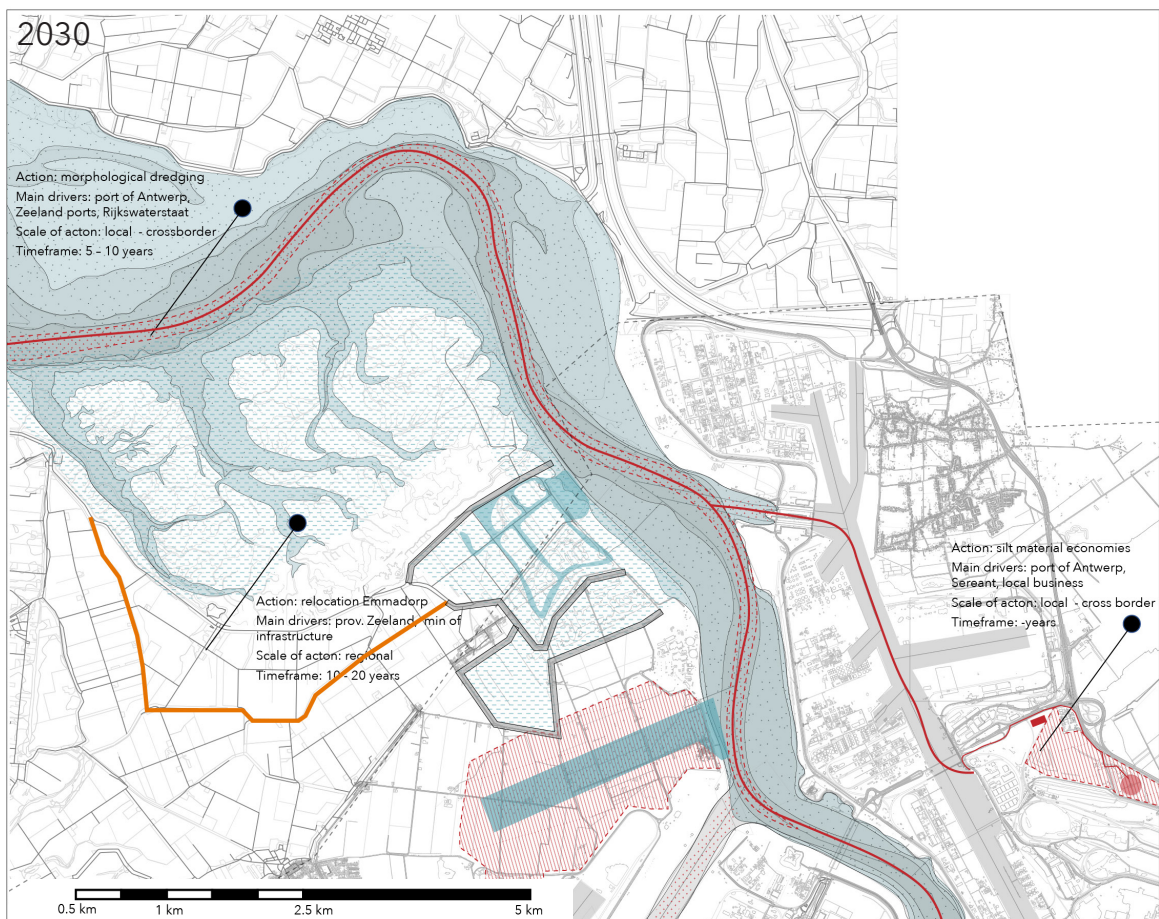 2030
Action: morphological dredging
Main drivers: port of Antwerp,
Zeeland ports, Rijkswaterstaat
Scale of acton: local - crossborder
Timeframe: 5 – 10 years
Action: silt material economies
Main drivers: port of Antwerp,
Sereant, local business
Scale of acton: local - cross border
Timeframe: -years
Action: relocation Emmadorp
Main drivers: prov. Zeeland, min of
infrastructure
Scale of acton: regional
Timeframe: 10 - 20 years
0.5 km 1 km 2.5 km 5 km